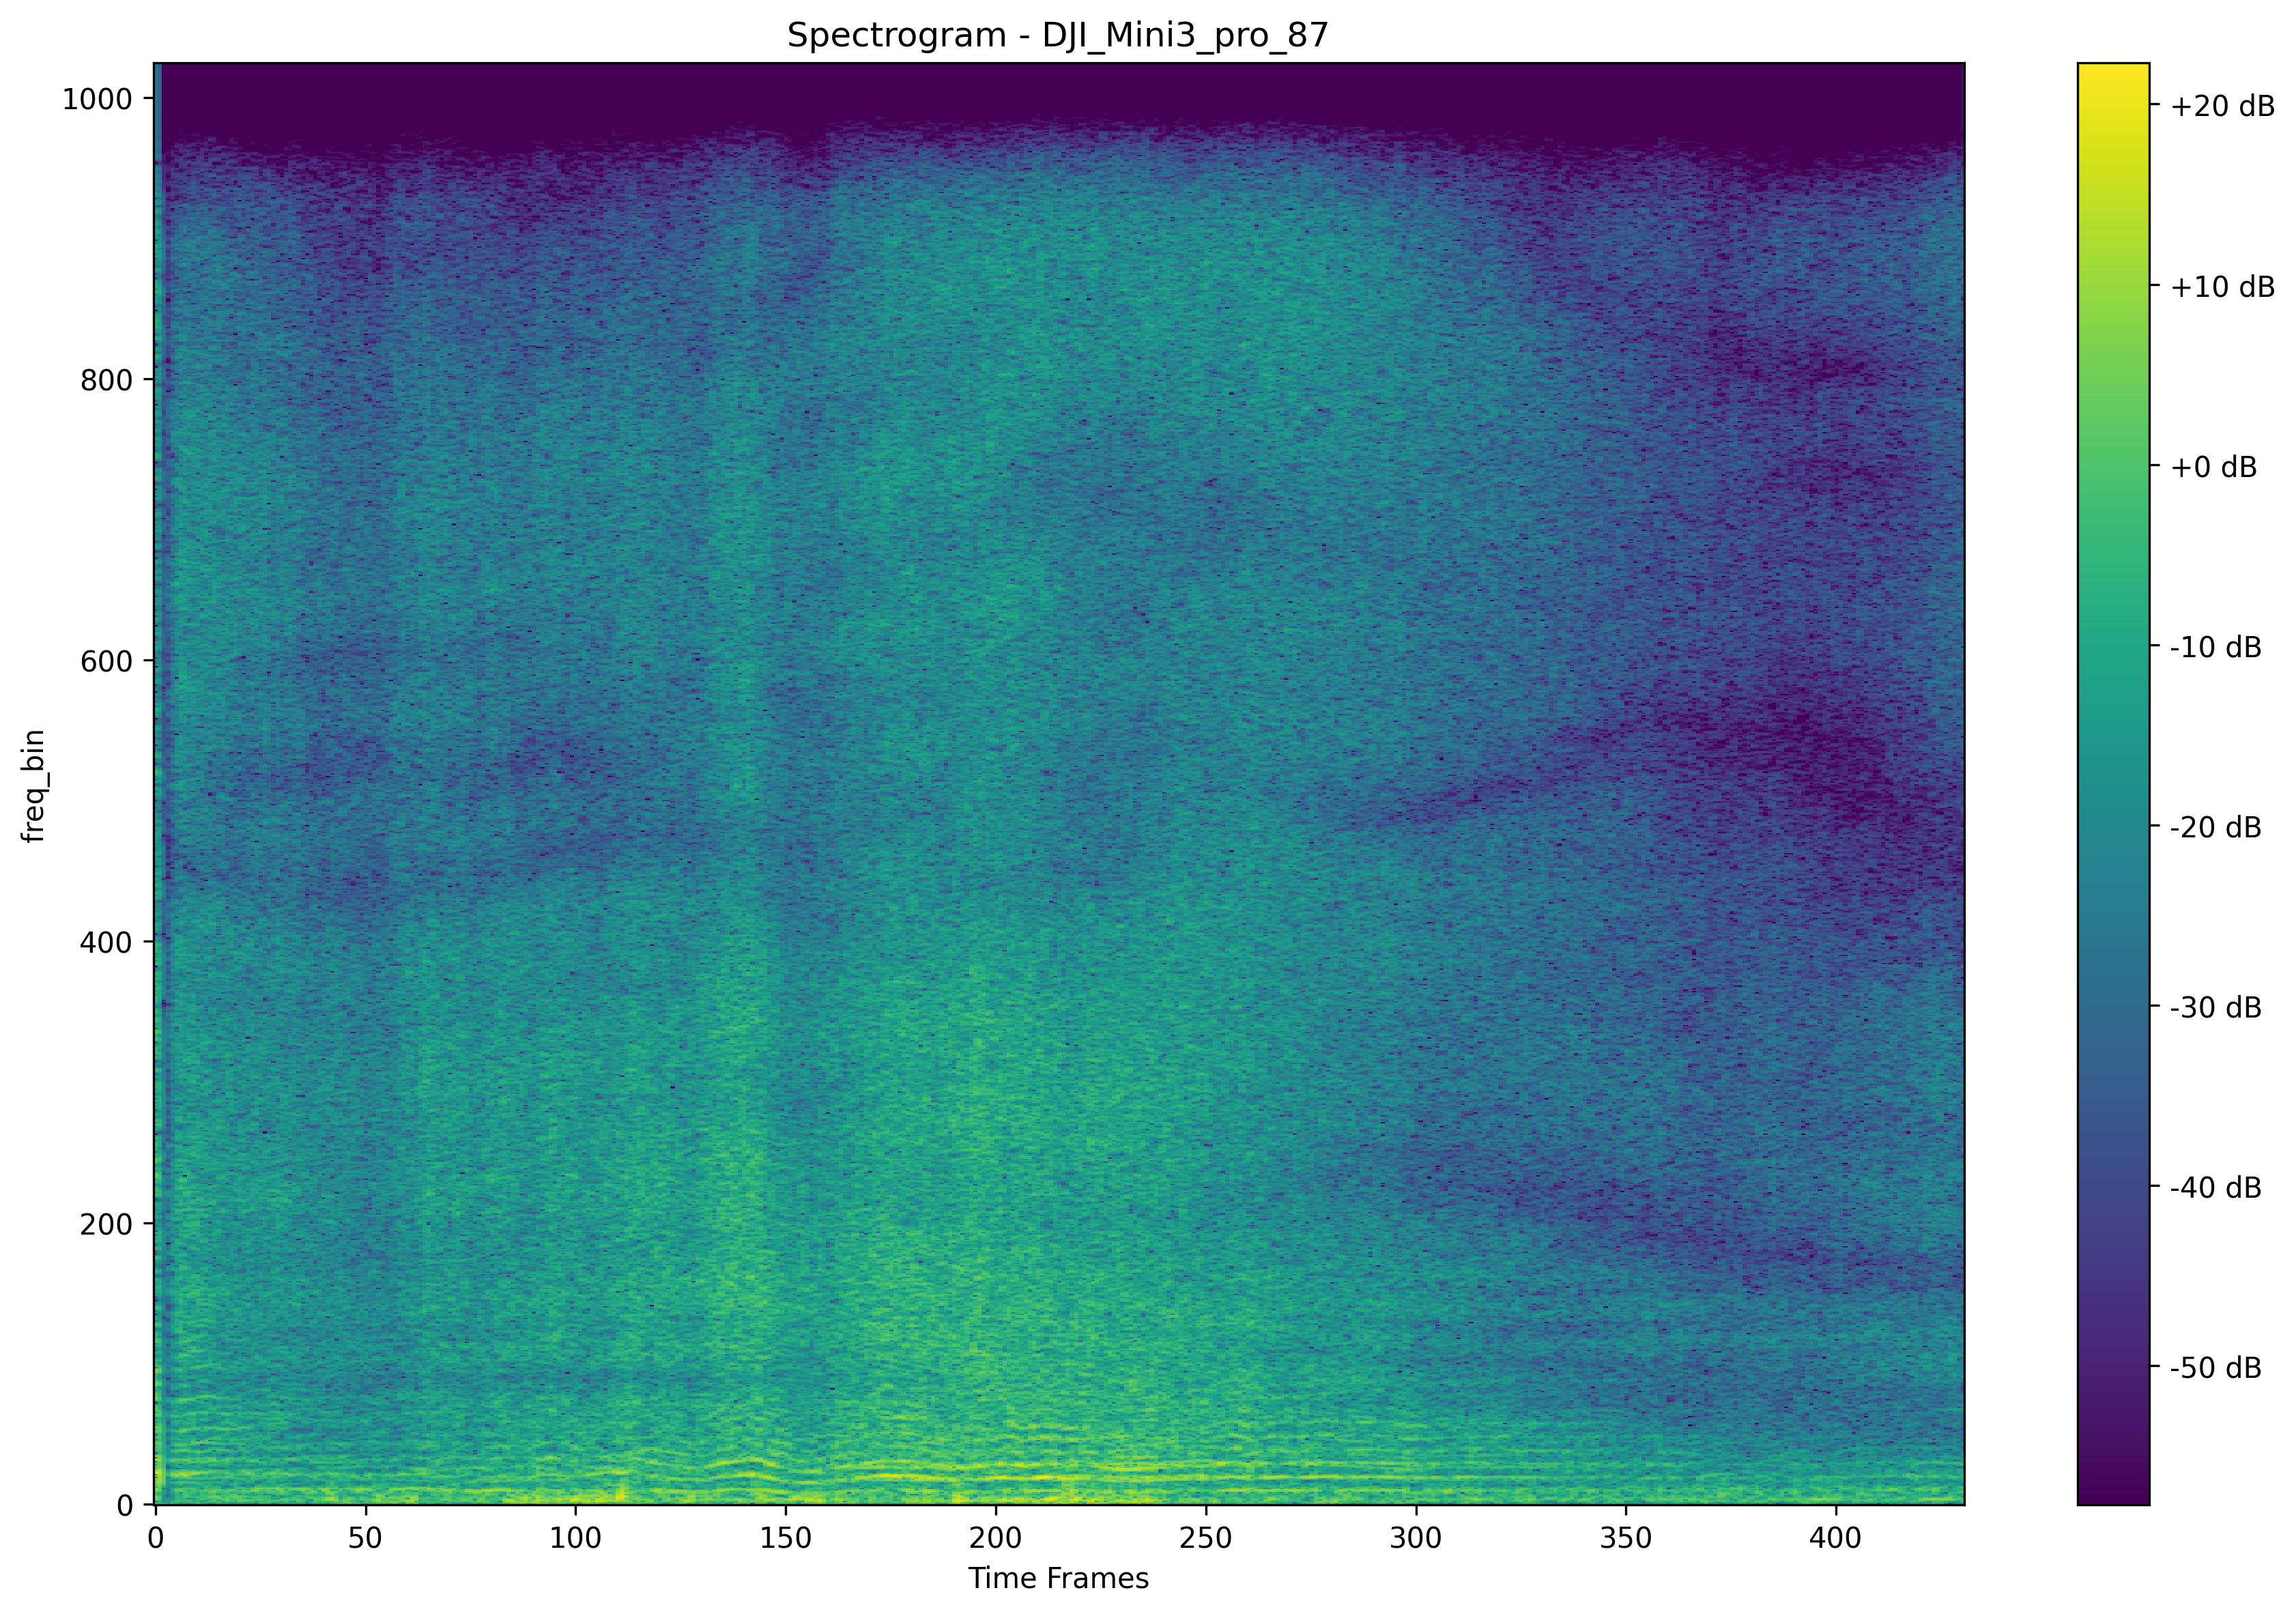 Spectrogram - DJI_Mini3_pro_87
1000
800
600
400
200
0
freq_bin
0 50 100 150 200 250 300 350 400
Time Frames
+20 dB
+10 dB
+0 dB
-10 dB
-20 dB
-30 dB
-40 dB
-50 dB